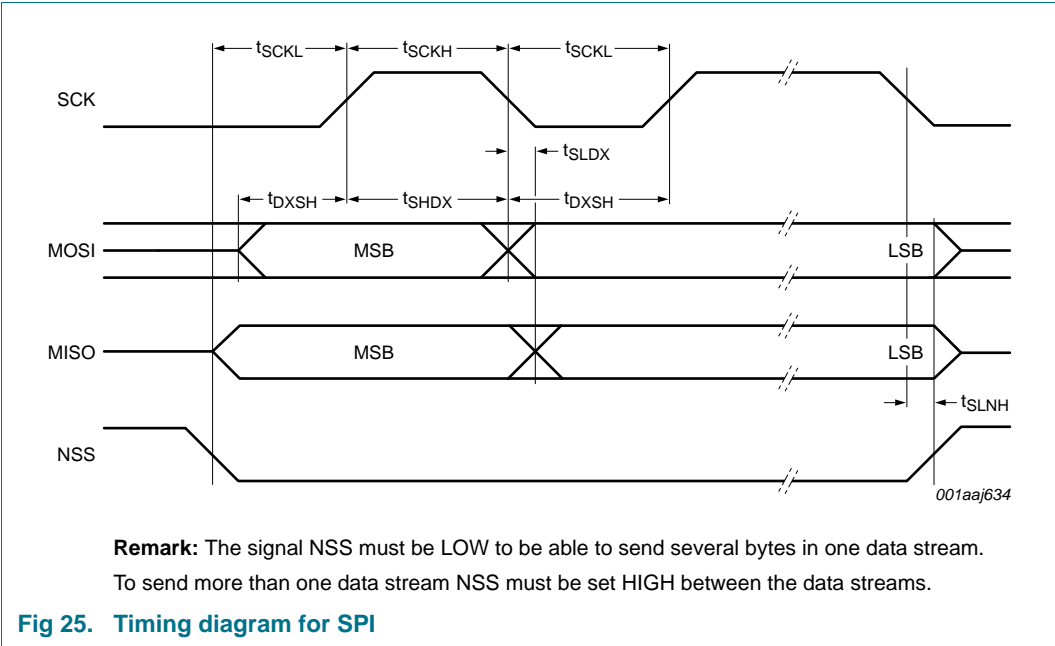 tSCKL tSCKH tSCKL
SCK
tSLDX
tDXSH tSHDX tDXSH
MOSI MSB LSB
MISO MSB LSB
tSLNH
NSS
001aaj634
Remark: The signal NSS must be LOW to be able to send several bytes in one data stream.
To send more than one data stream NSS must be set HIGH between the data streams.
Fig 25. Timing diagram for SPI